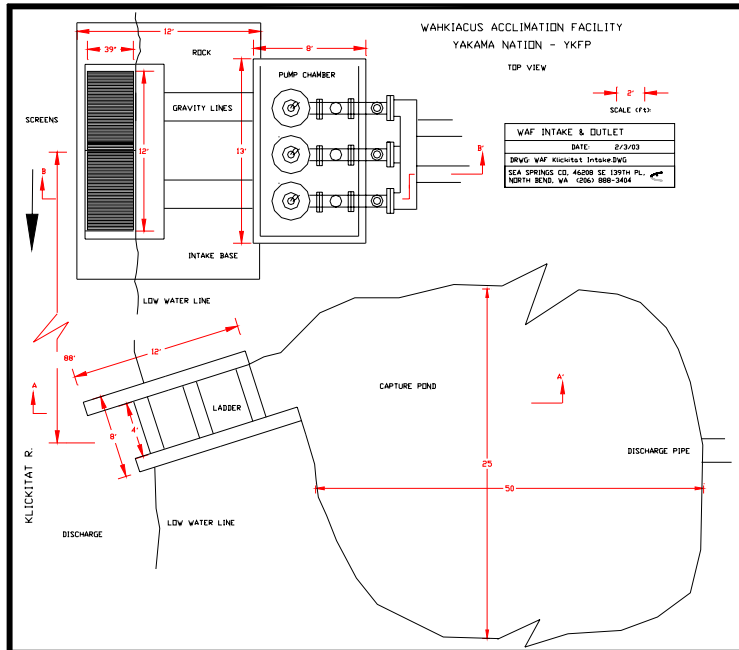 WAHKIACUS ACCLIMATION FACILITY
YAKAMA NATION - YKFP
TOP VIEW
2'
SCALE (Ft):
WAF INTAKE & OUTLET
DATE: 2/3/03
DRWG: WAF Klickitat Intake.DWG
SEA SPRINGS CO, 46208 SE 139TH PL,
NORTH BEND, WA (206) 888-3404
12'
39'
ROCK
8'
PUMP CHAMBER
SCREENS
GRAVITY LINES
12'
13'
B
B'
INTAKE BASE
LOW WATER LINE
88'
12'
A
LADDER
8'
4'
CAPTURE POND
A'
DISCHARGE PIPE
25
50
KLICKITAT R.
LOW WATER LINE
DISCHARGE